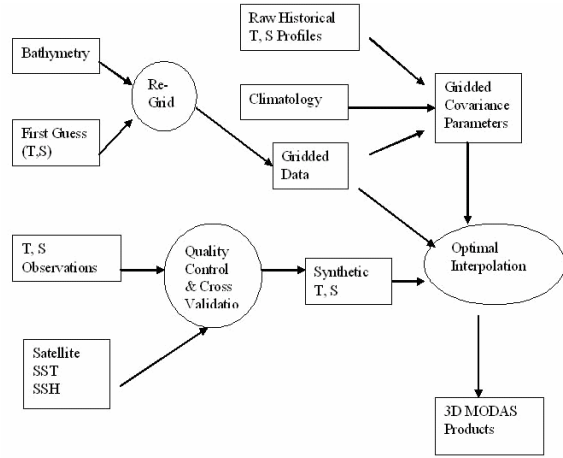 Raw Historical
T, S Profiles
Bathymetry
Re-
Grid
Climatology
Gridded
Covariance
Parameters
First Guess
(T,S)
Gridded
Data
T, S
Observations
Quality
Control
& Cross
Validatio
Synthetic
T, S
Optimal
Interpolation
Satellite
SST
SSH
3D MODAS
Products